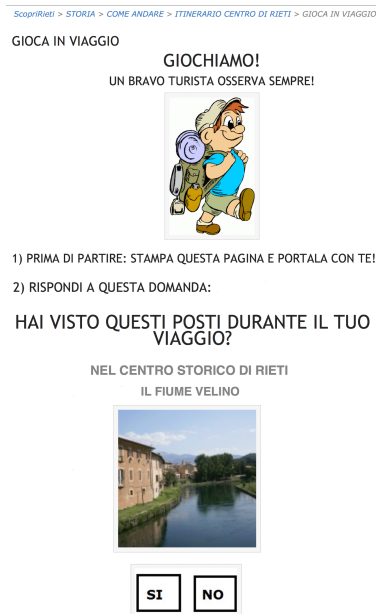 ScopriRieti > STORIA > COME ANDARE > ITINERARIO CENTRO DI RIETI > GIOCA IN VIAGGIO
GIOCA IN VIAGGIO
GIOCHIAMO!
UN BRAVO TURISTA OSSERVA SEMPRE!
1) PRIMA DI PARTIRE: STAMPA QUESTA PAGINA E PORTALA CON TE!
2) RISPONDI A QUESTA DOMANDA:
HAI VISTO QUESTI POSTI DURANTE IL TUO
VIAGGIO?
NEL CENTRO STORICO DI RIETI
IL FIUME VELINO
SI NO